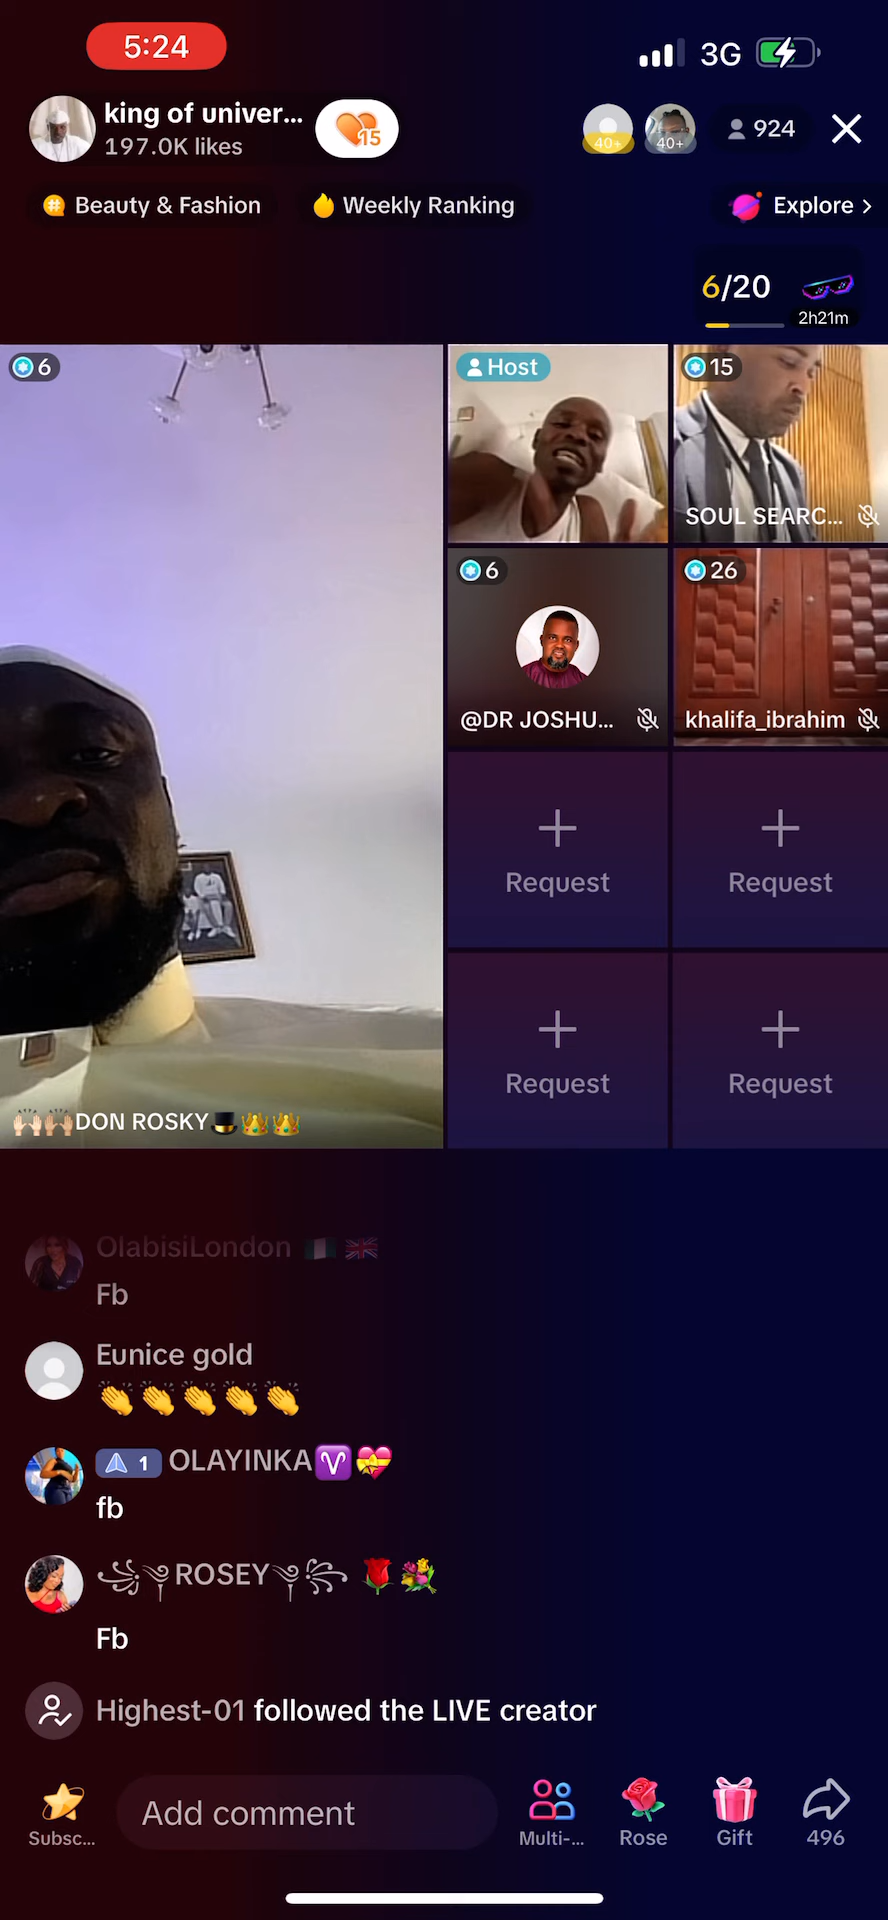 5:24
3G
king of univer...
197.0K likes
15
40+
40+
924
Beauty & Fashion
Weekly Ranking
Explore >
6/20
2h21m
6
Host
15
SOUL SEARC...
6
@DR JOSHU...
26
khalifa_ibrahim
Request
Request
Request
Request
🙌🏻🙌🏽DON ROSKY🎩👑👑
OlabisiLondon 🇳🇬 🇬🇧
Fb
Eunice gold
👏👏👏👏👏
1 OLAYINKA♈💝
fb
꧁༒ROSEY༒꧂ 🌹💐
Fb
Highest-01 followed the LIVE creator
Subsc...
Add comment
Multi-...
Rose
Gift
496